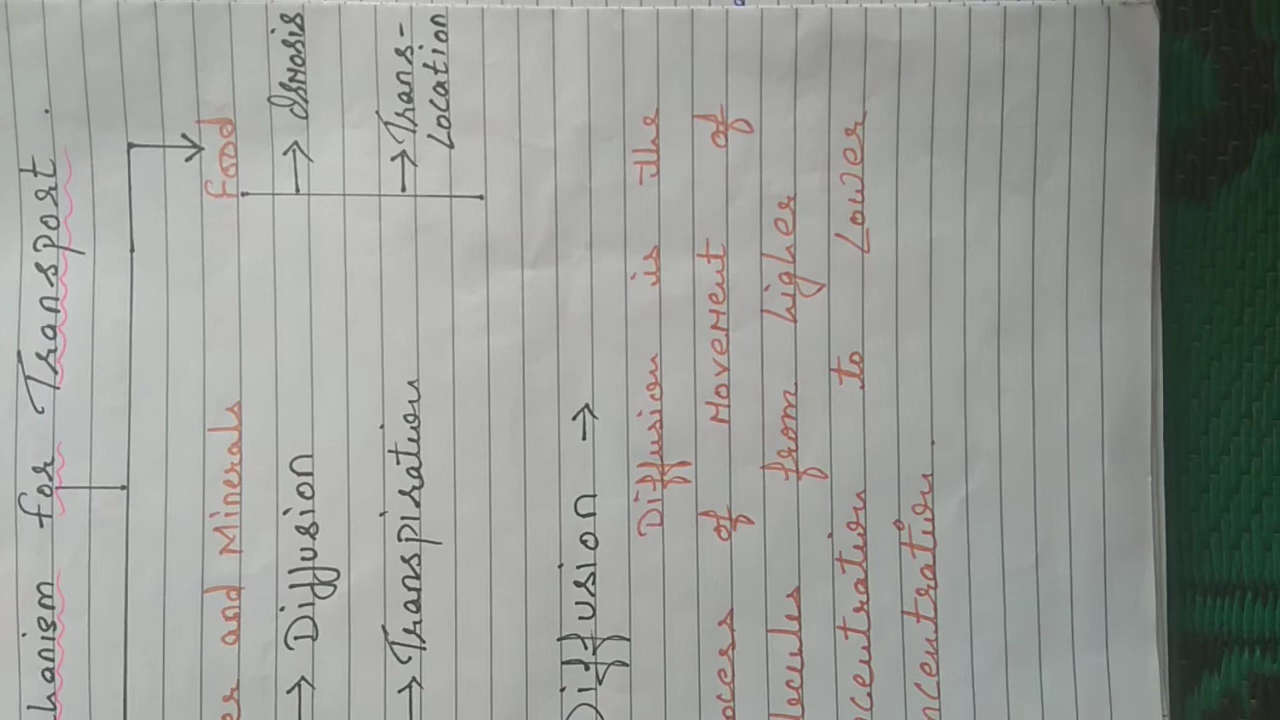 hanism for Transport.
er and Minerals Food
→ Diffusion → Osmosis
→ Transpiration → Trans-
Location
Diffusion →
Diffusion is the
ocess of Movement of
lecules from higher
centration to Lower
ncentration.